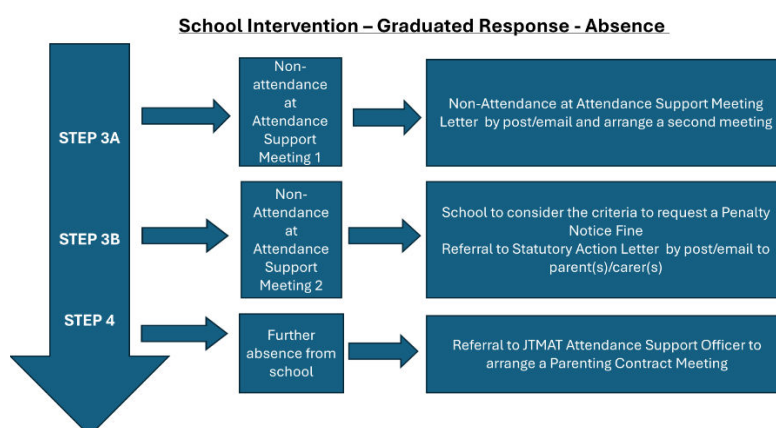 School Intervention – Graduated Response - Absence
STEP 3A
Non-
attendance
at
Attendance
Support
Meeting 1
Non-Attendance at Attendance Support Meeting
Letter by post/email and arrange a second meeting
STEP 3B
Non-
Attendance
at
Attendance
Support
Meeting 2
School to consider the criteria to request a Penalty
Notice Fine
Referral to Statutory Action Letter by post/email to
parent(s)/carer(s)
STEP 4
Further
absence from
school
Referral to JTMAT Attendance Support Officer to
arrange a Parenting Contract Meeting